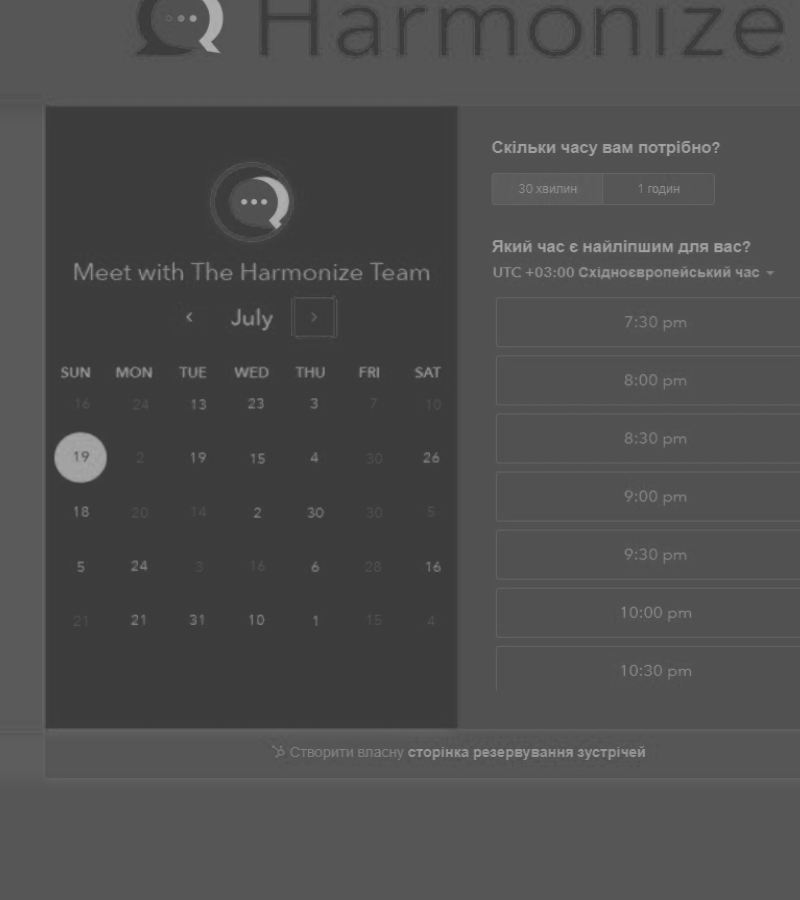 Harmonize
Meet with The Harmonize Team
July
SUN MON TUE WED THU FRI SAT
16 24 13 23 3 7 10
19 2 19 15 4 30 26
18 20 14 2 30 30 5
5 24 3 16 6 28 16
21 21 31 10 1 15 4
Скільки часу вам потрібно?
30 хвилин 1 годин
Який час є найліпшим для вас?
UTC +03:00 Східноєвропейський час
7:30 pm
8:00 pm
8:30 pm
9:00 pm
9:30 pm
10:00 pm
10:30 pm
Створити власну сторінка резервування зустрічей